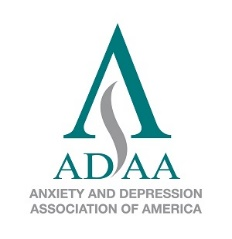 ADAA
ANXIETY AND DEPRESSION
ASSOCIATION OF AMERICA